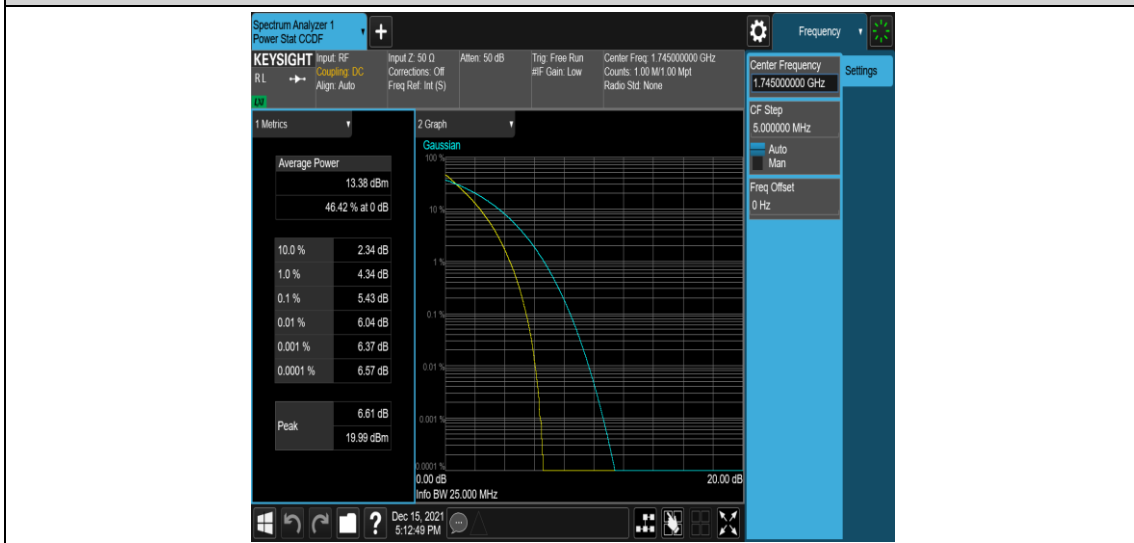 Spectrum Analyzer 1
Power Stat CCDF
+
Frequency
KEYSIGHT
RL
LXI
Input: RF
Coupling: DC
Align: Auto
Input Z: 50 Ω
Corrections: Off
Freq Ref: Int (S)
Atten: 50 dB
Trig: Free Run
#IF Gain: Low
Center Freq: 1.745000000 GHz
Counts: 1.00 M/1.00 Mpt
Radio Std: None
Center Frequency
1.745000000 GHz
Settings
CF Step
5.000000 MHz
Auto
Man
Freq Offset
0 Hz
1 Metrics
Average Power
13.38 dBm
46.42 % at 0 dB
10.0 % 2.34 dB
1.0 % 4.34 dB
0.1 % 5.43 dB
0.01 % 6.04 dB
0.001 % 6.37 dB
0.0001 % 6.57 dB
Peak
6.61 dB
19.99 dBm
2 Graph
Gaussian
100 %
10 %
1 %
0.1 %
0.01 %
0.001 %
0.0001 %
0.00 dB
20.00 dB
Info BW 25.000 MHz
?
Dec 15, 2021
5:12:49 PM